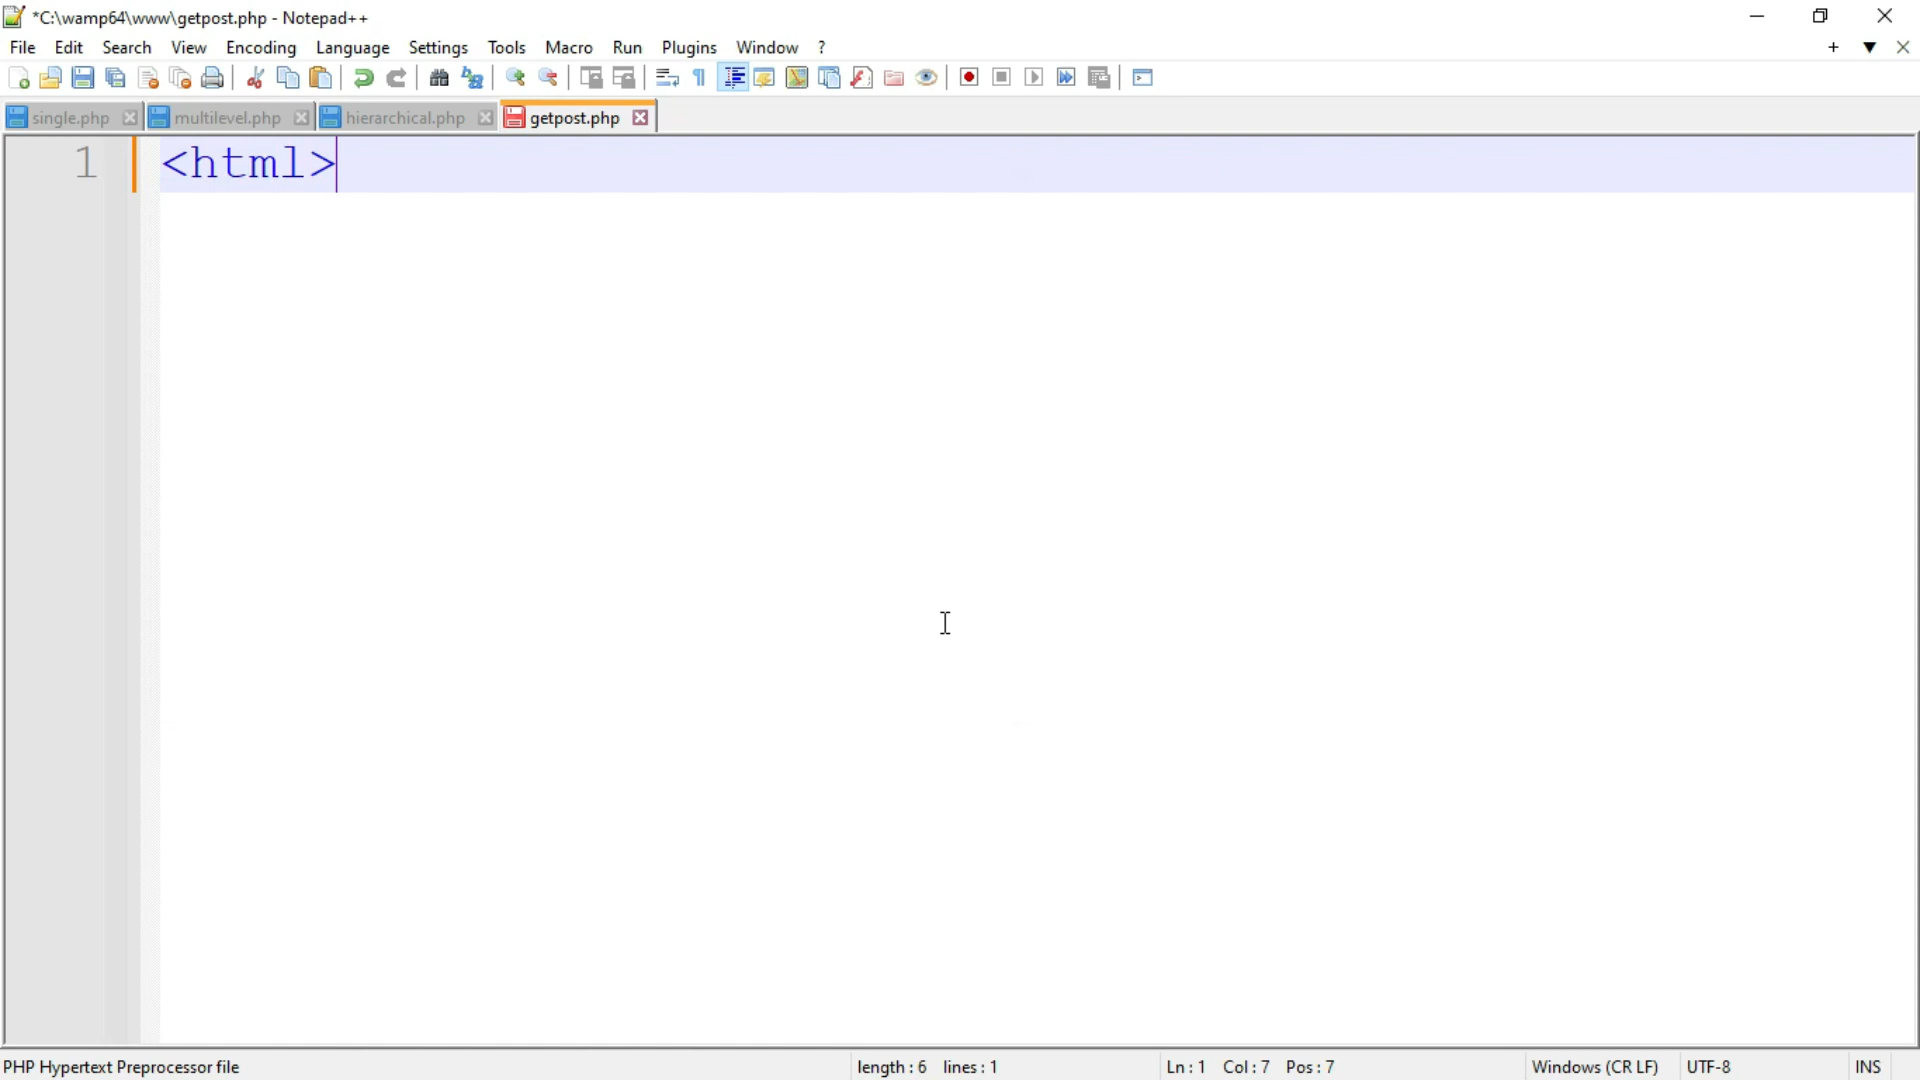 *C:\wamp64\www\getpost.php - Notepad++
File Edit Search View Encoding Language Settings Tools Macro Run Plugins Window ?
single.php multilevel.php hierarchical.php getpost.php
1 <html>
PHP Hypertext Preprocessor file length : 6 lines : 1 Ln : 1 Col : 7 Pos : 7 Windows (CR LF) UTF-8 INS